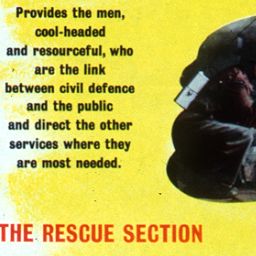 Provides the men,
cool-headed
and resourceful, who
are the link
between civil defence
and the public
and direct the other
services where they
are most needed.
THE RESCUE SECTION